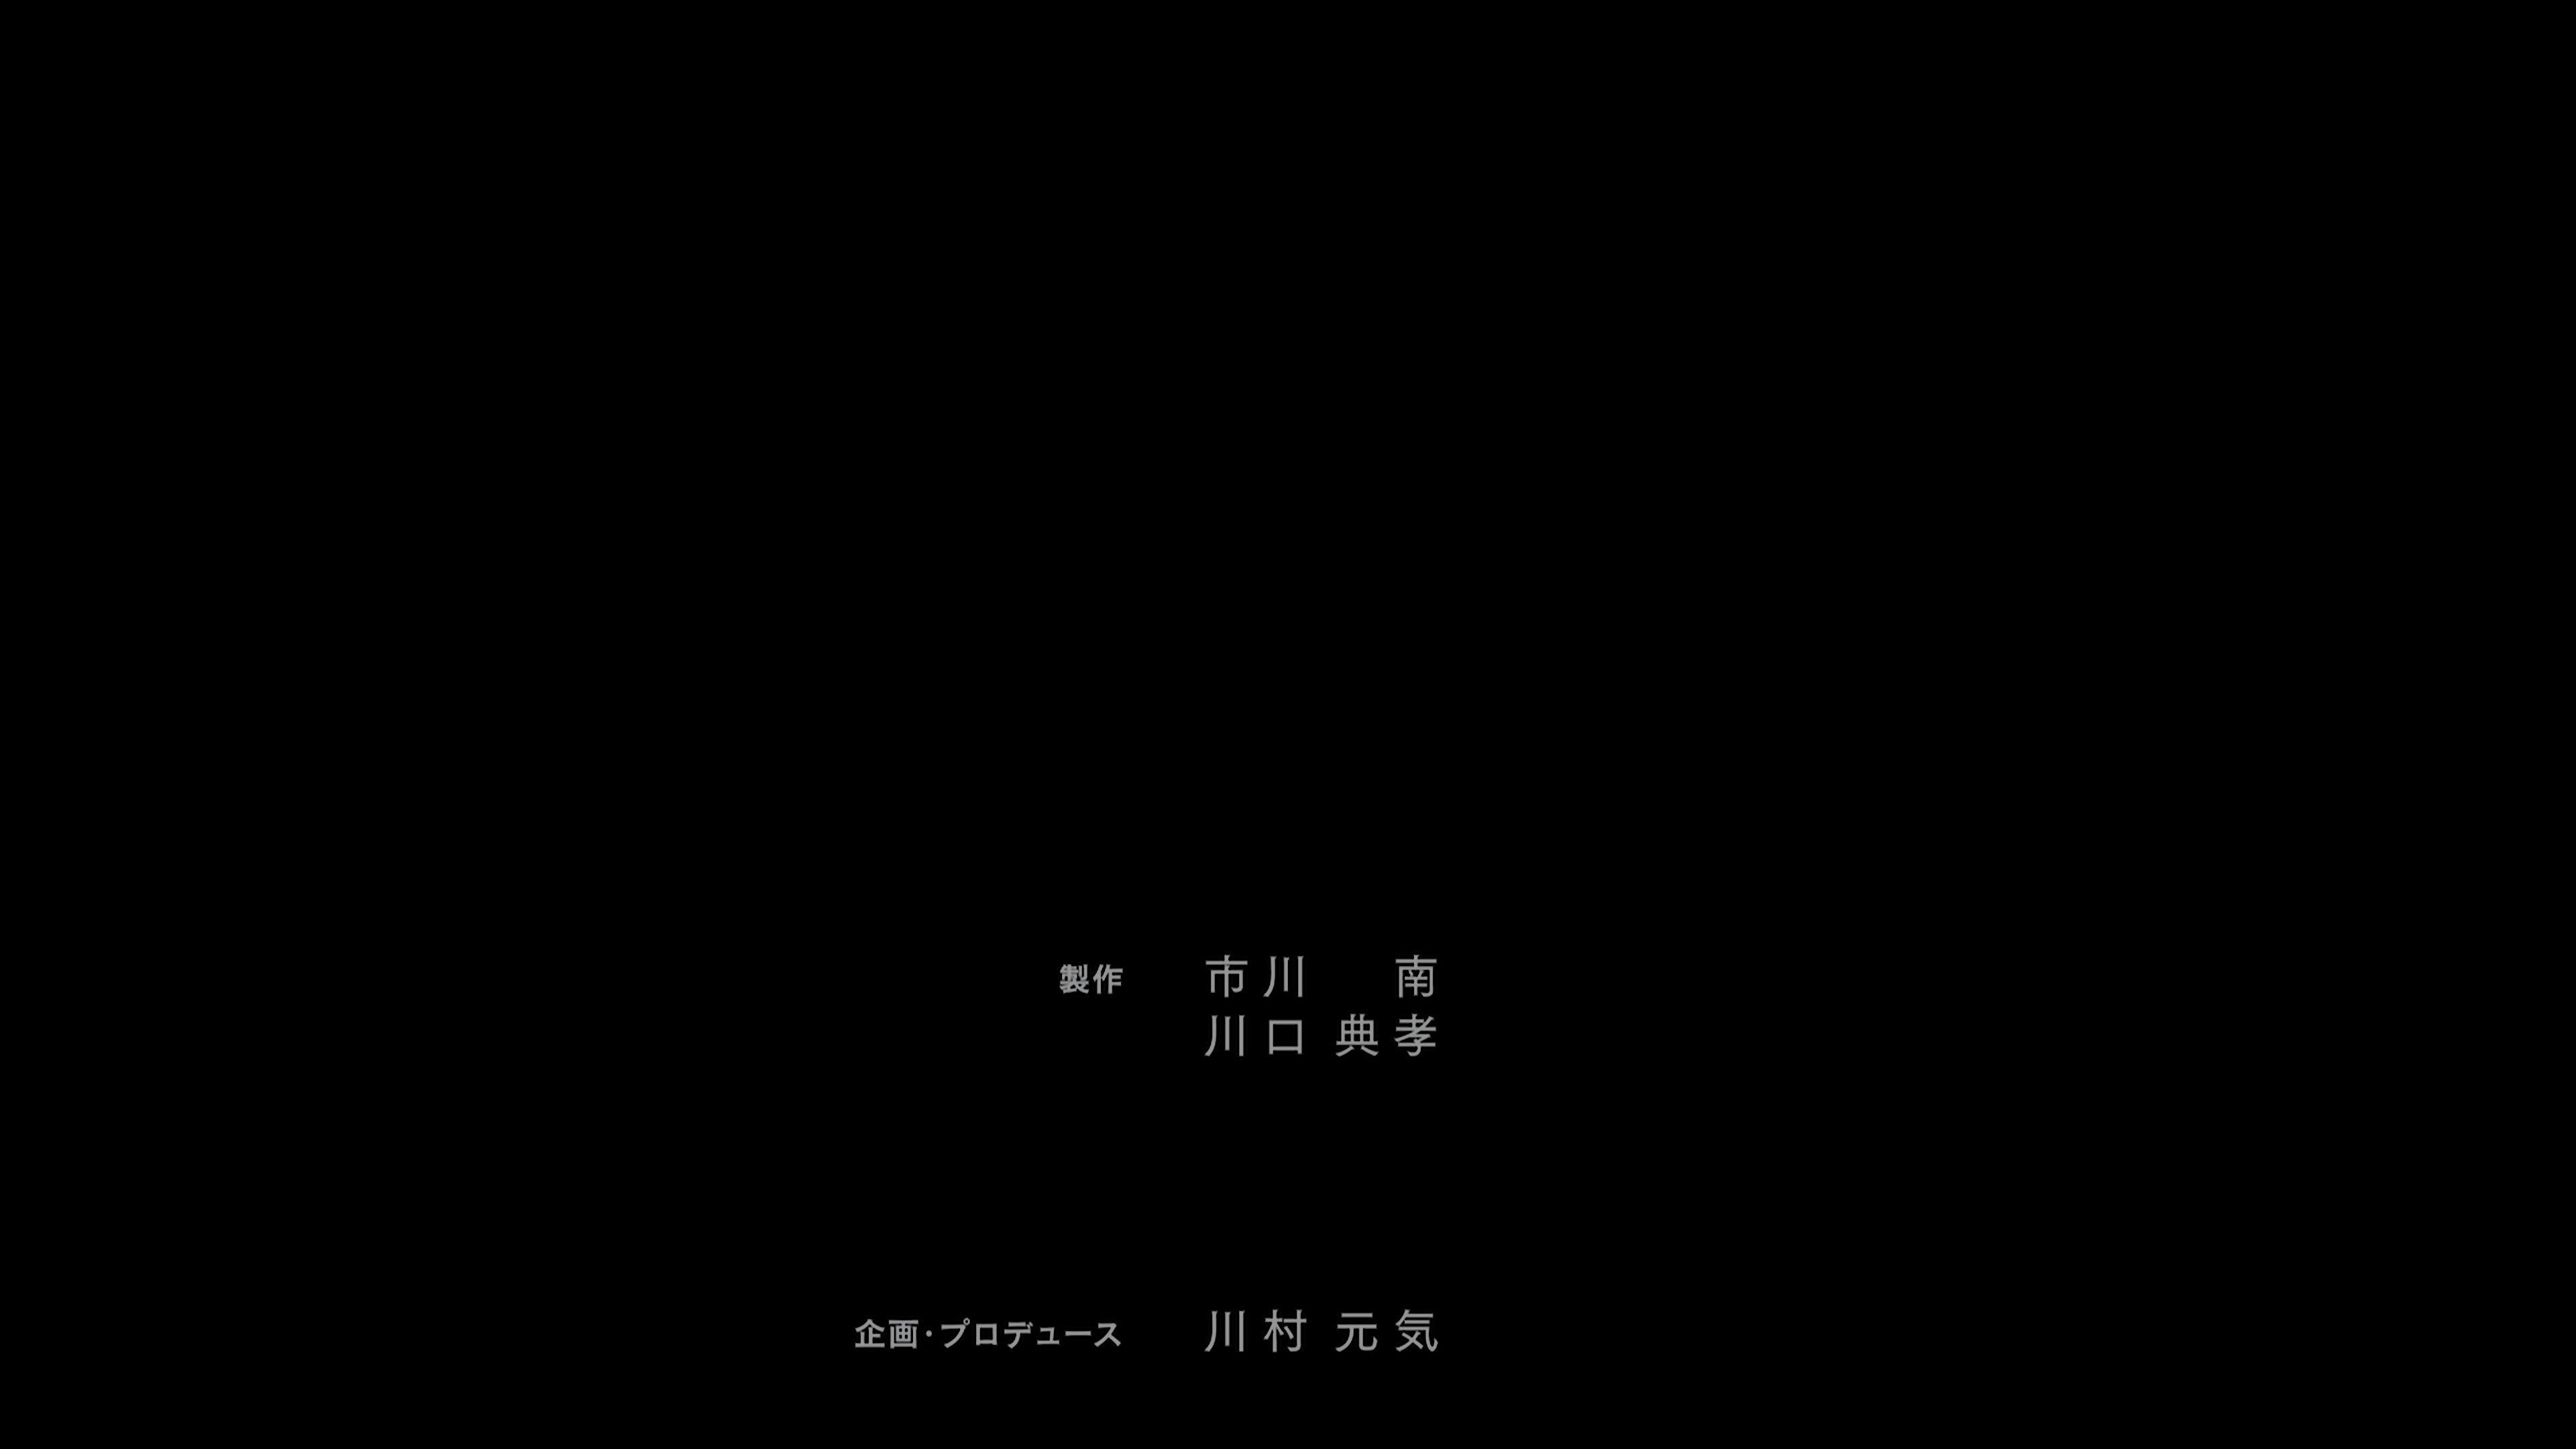 製作 市川 南
川口 典孝
企画・プロデュース 川村 元気